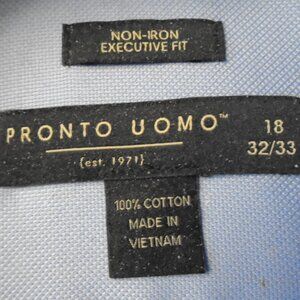 NON-IRON
EXECUTIVE FIT
PRONTO UOMO™
{est. 1971}
18
32/33
100% COTTON
MADE IN
VIETNAM